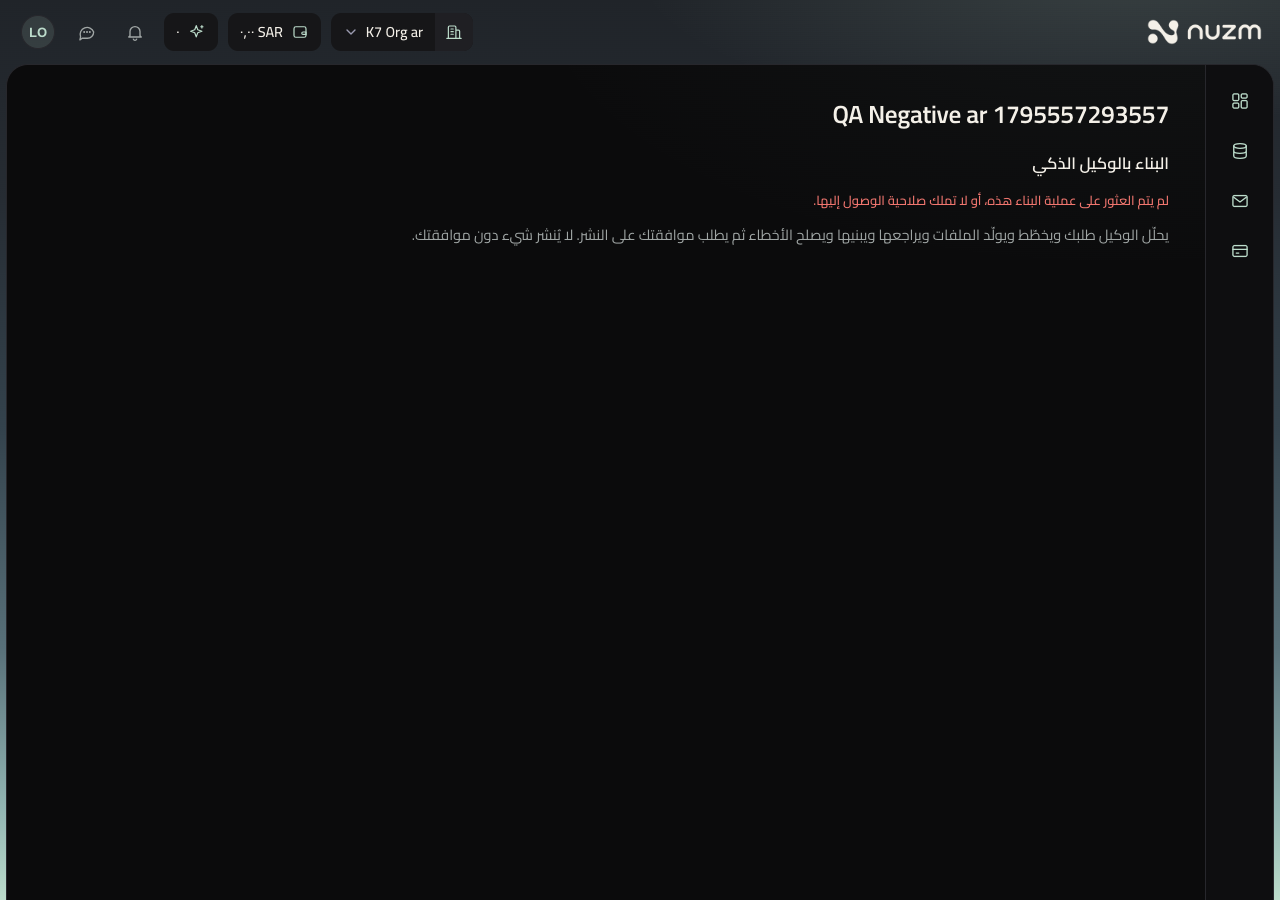 nuzm
K7 Org ar
٠,٠٠ SAR
٠
LO
QA Negative ar 1795557293557
البناء بالوكيل الذكي
لم يتم العثور على عملية البناء هذه، أو لا تملك صلاحية الوصول إليها.
يحلّل الوكيل طلبك ويخطّط ويولّد الملفات ويراجعها ويبنيها ويصلح الأخطاء ثم يطلب موافقتك على النشر. لا يُنشر شيء دون موافقتك.